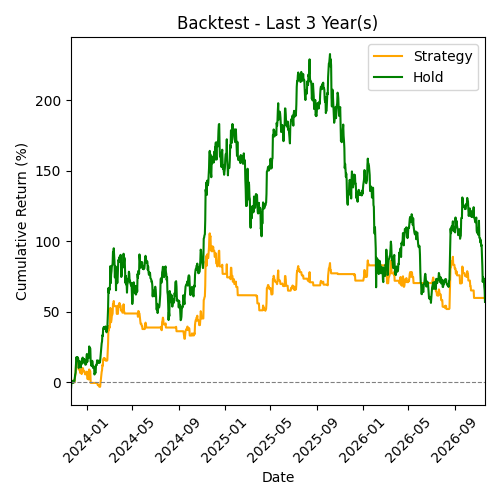 Backtest - Last 3 Year(s)
Strategy
Hold
Cumulative Return (%)
200
150
100
50
0
2024-01
2024-05
2024-09
2025-01
2025-05
2025-09
2026-01
2026-05
2026-09
Date